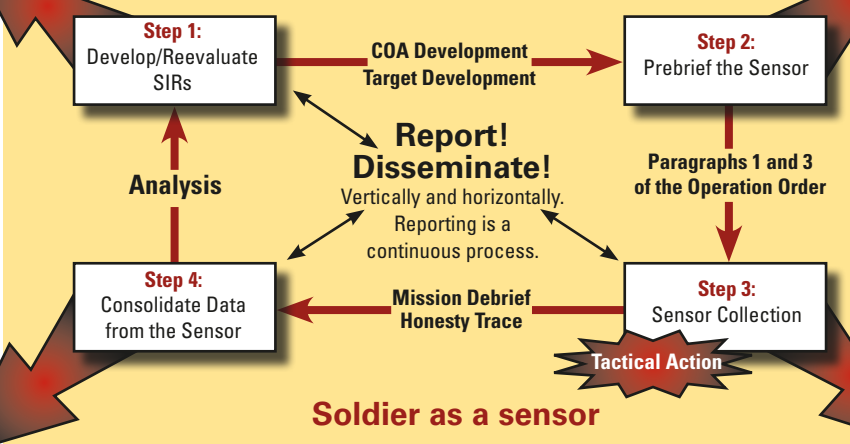 Step 1:
Develop/Reevaluate
SIRs
COA Development
Target Development
Step 2:
Prebrief the Sensor
Report!
Disseminate!
Vertically and horizontally.
Reporting is a
continuous process.
Analysis
Paragraphs 1 and 3
of the Operation Order
Step 4:
Consolidate Data
from the Sensor
Mission Debrief
Honesty Trace
Step 3:
Sensor Collection
Tactical Action
Soldier as a sensor